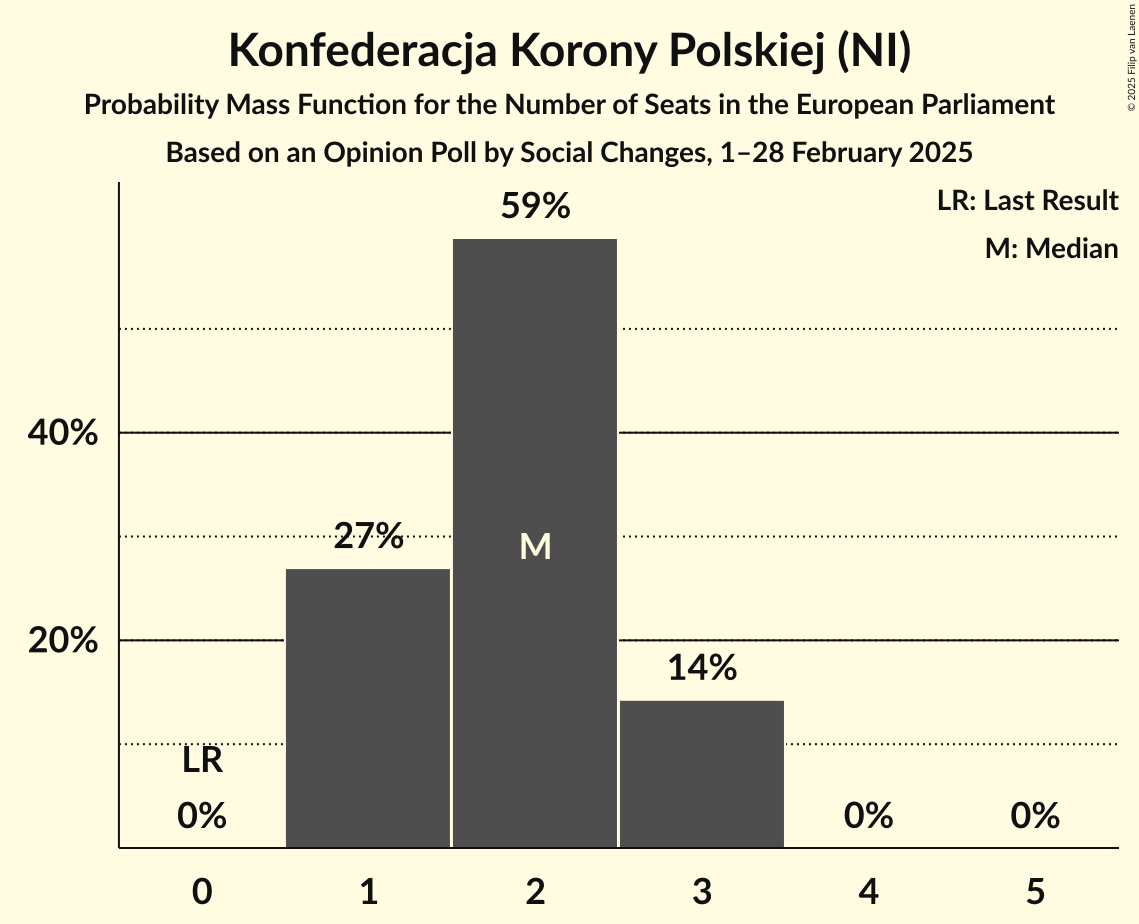 Konfederacja Korony Polskiej (NI)
Probability Mass Function for the Number of Seats in the European Parliament
Based on an Opinion Poll by Social Changes, 1–28 February 2025
© 2025 Filip van Laenen
LR: Last Result
M: Median
59%
40%
27%
M
20%
14%
LR
0%
0%
0%
0
1
2
3
4
5